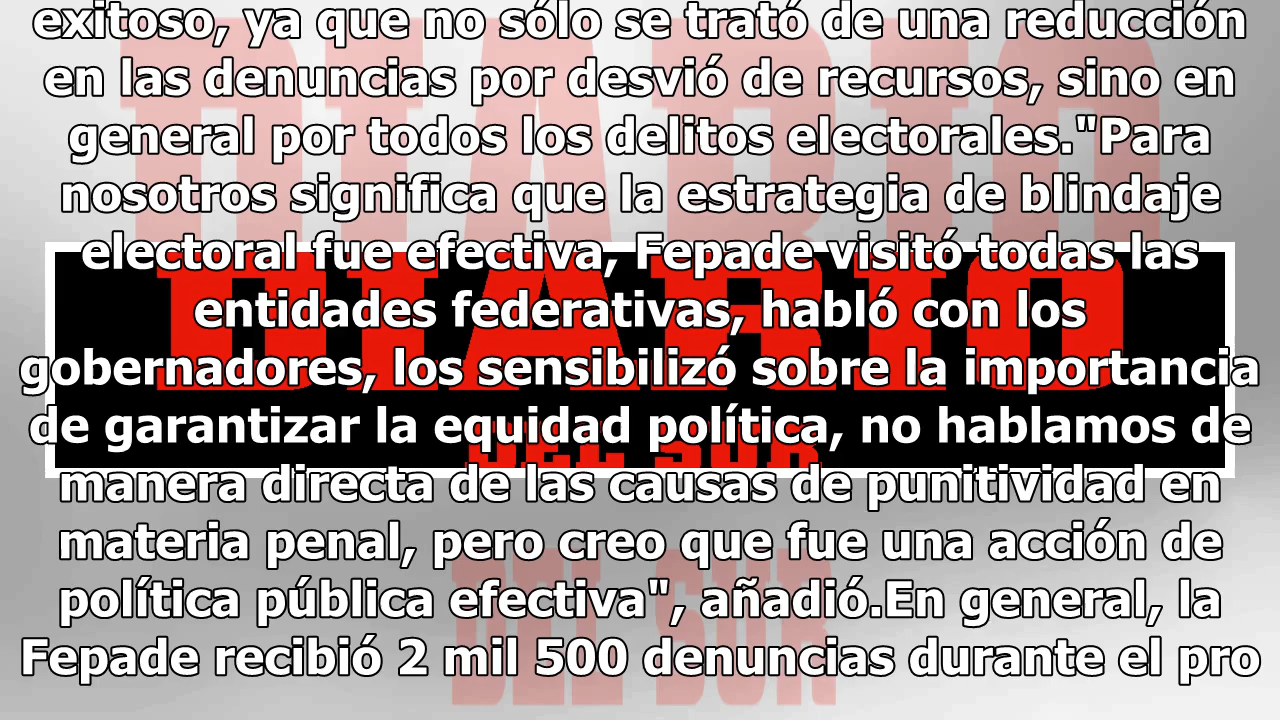 exitoso, ya que no sólo se trató de una reducción
en las denuncias por desvió de recursos, sino en
general por todos los delitos electorales."Para
nosotros significa que la estrategia de blindaje
electoral fue efectiva, Fepade visitó todas las
entidades federativas, habló con los
gobernadores, los sensibilizó sobre la importancia
de garantizar la equidad política, no hablamos de
manera directa de las causas de punitividad en
materia penal, pero creo que fue una acción de
política pública efectiva", añadió.En general, la
Fepade recibió 2 mil 500 denuncias durante el pro
DIARIO
DEL SUR